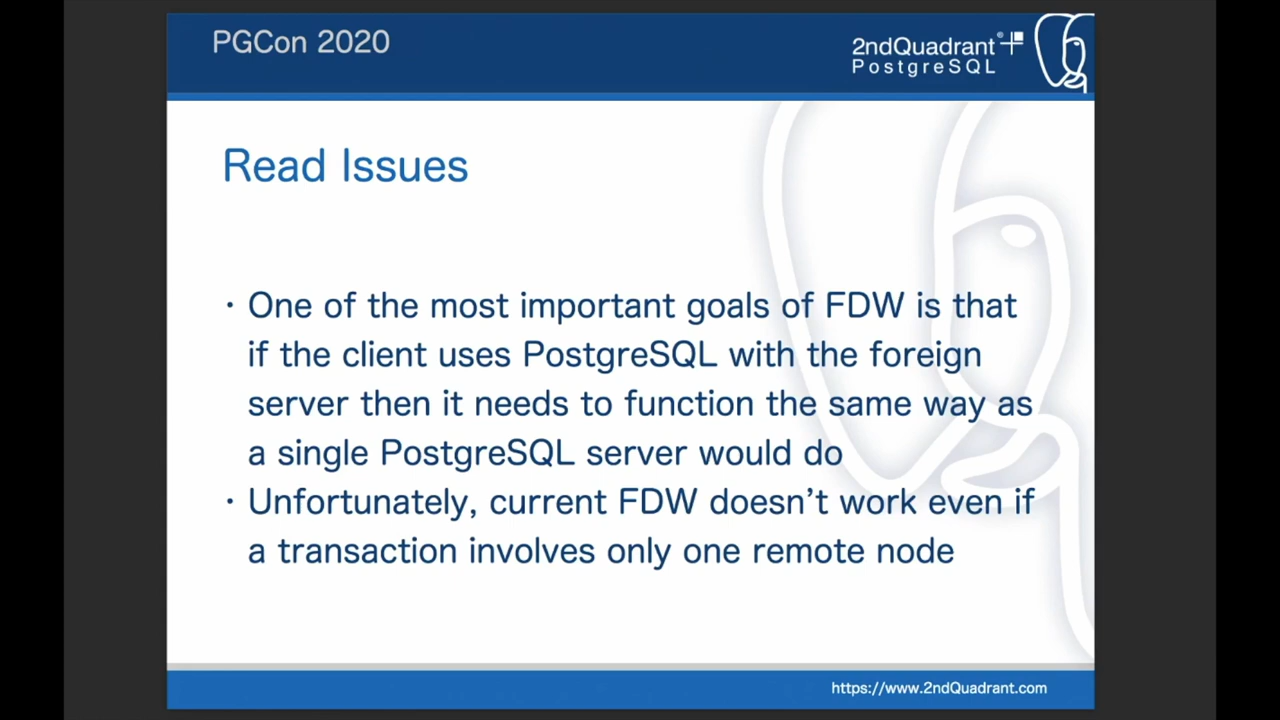 PGCon 2020
2ndQuadrant®
PostgreSQL
Read Issues
· One of the most important goals of FDW is that
if the client uses PostgreSQL with the foreign
server then it needs to function the same way as
a single PostgreSQL server would do
· Unfortunately, current FDW doesn’t work even if
a transaction involves only one remote node
https://www.2ndQuadrant.com